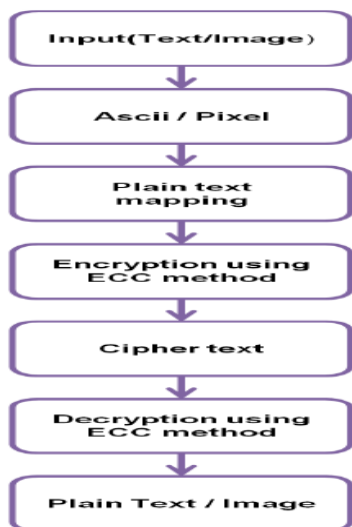 Input(Text/Image)
Ascii / Pixel
Plain text
mapping
Encryption using
ECC method
Cipher text
Decryption using
ECC method
Plain Text / Image